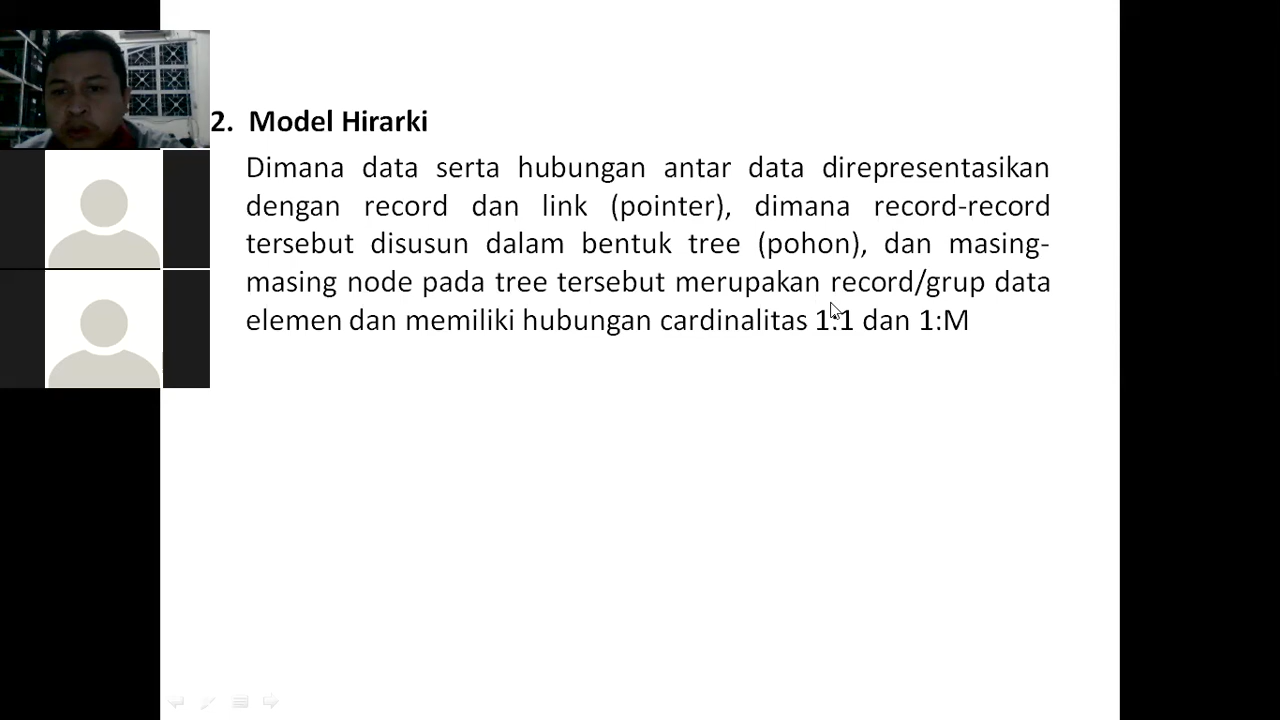 2. Model Hirarki
Dimana data serta hubungan antar data direpresentasikan
dengan record dan link (pointer), dimana record-record
tersebut disusun dalam bentuk tree (pohon), dan masing-
masing node pada tree tersebut merupakan record/grup data
elemen dan memiliki hubungan cardinalitas 1:1 dan 1:M